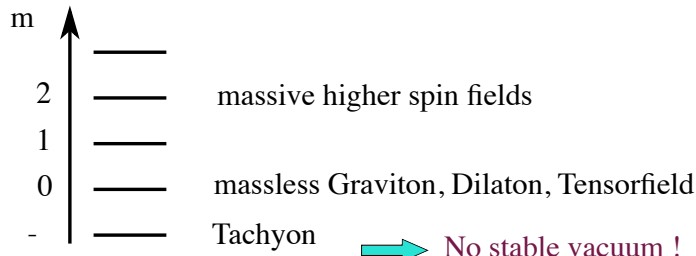 m
2 massive higher spin fields
1
0 massless Graviton, Dilaton, Tensorfield
- Tachyon No stable vacuum !